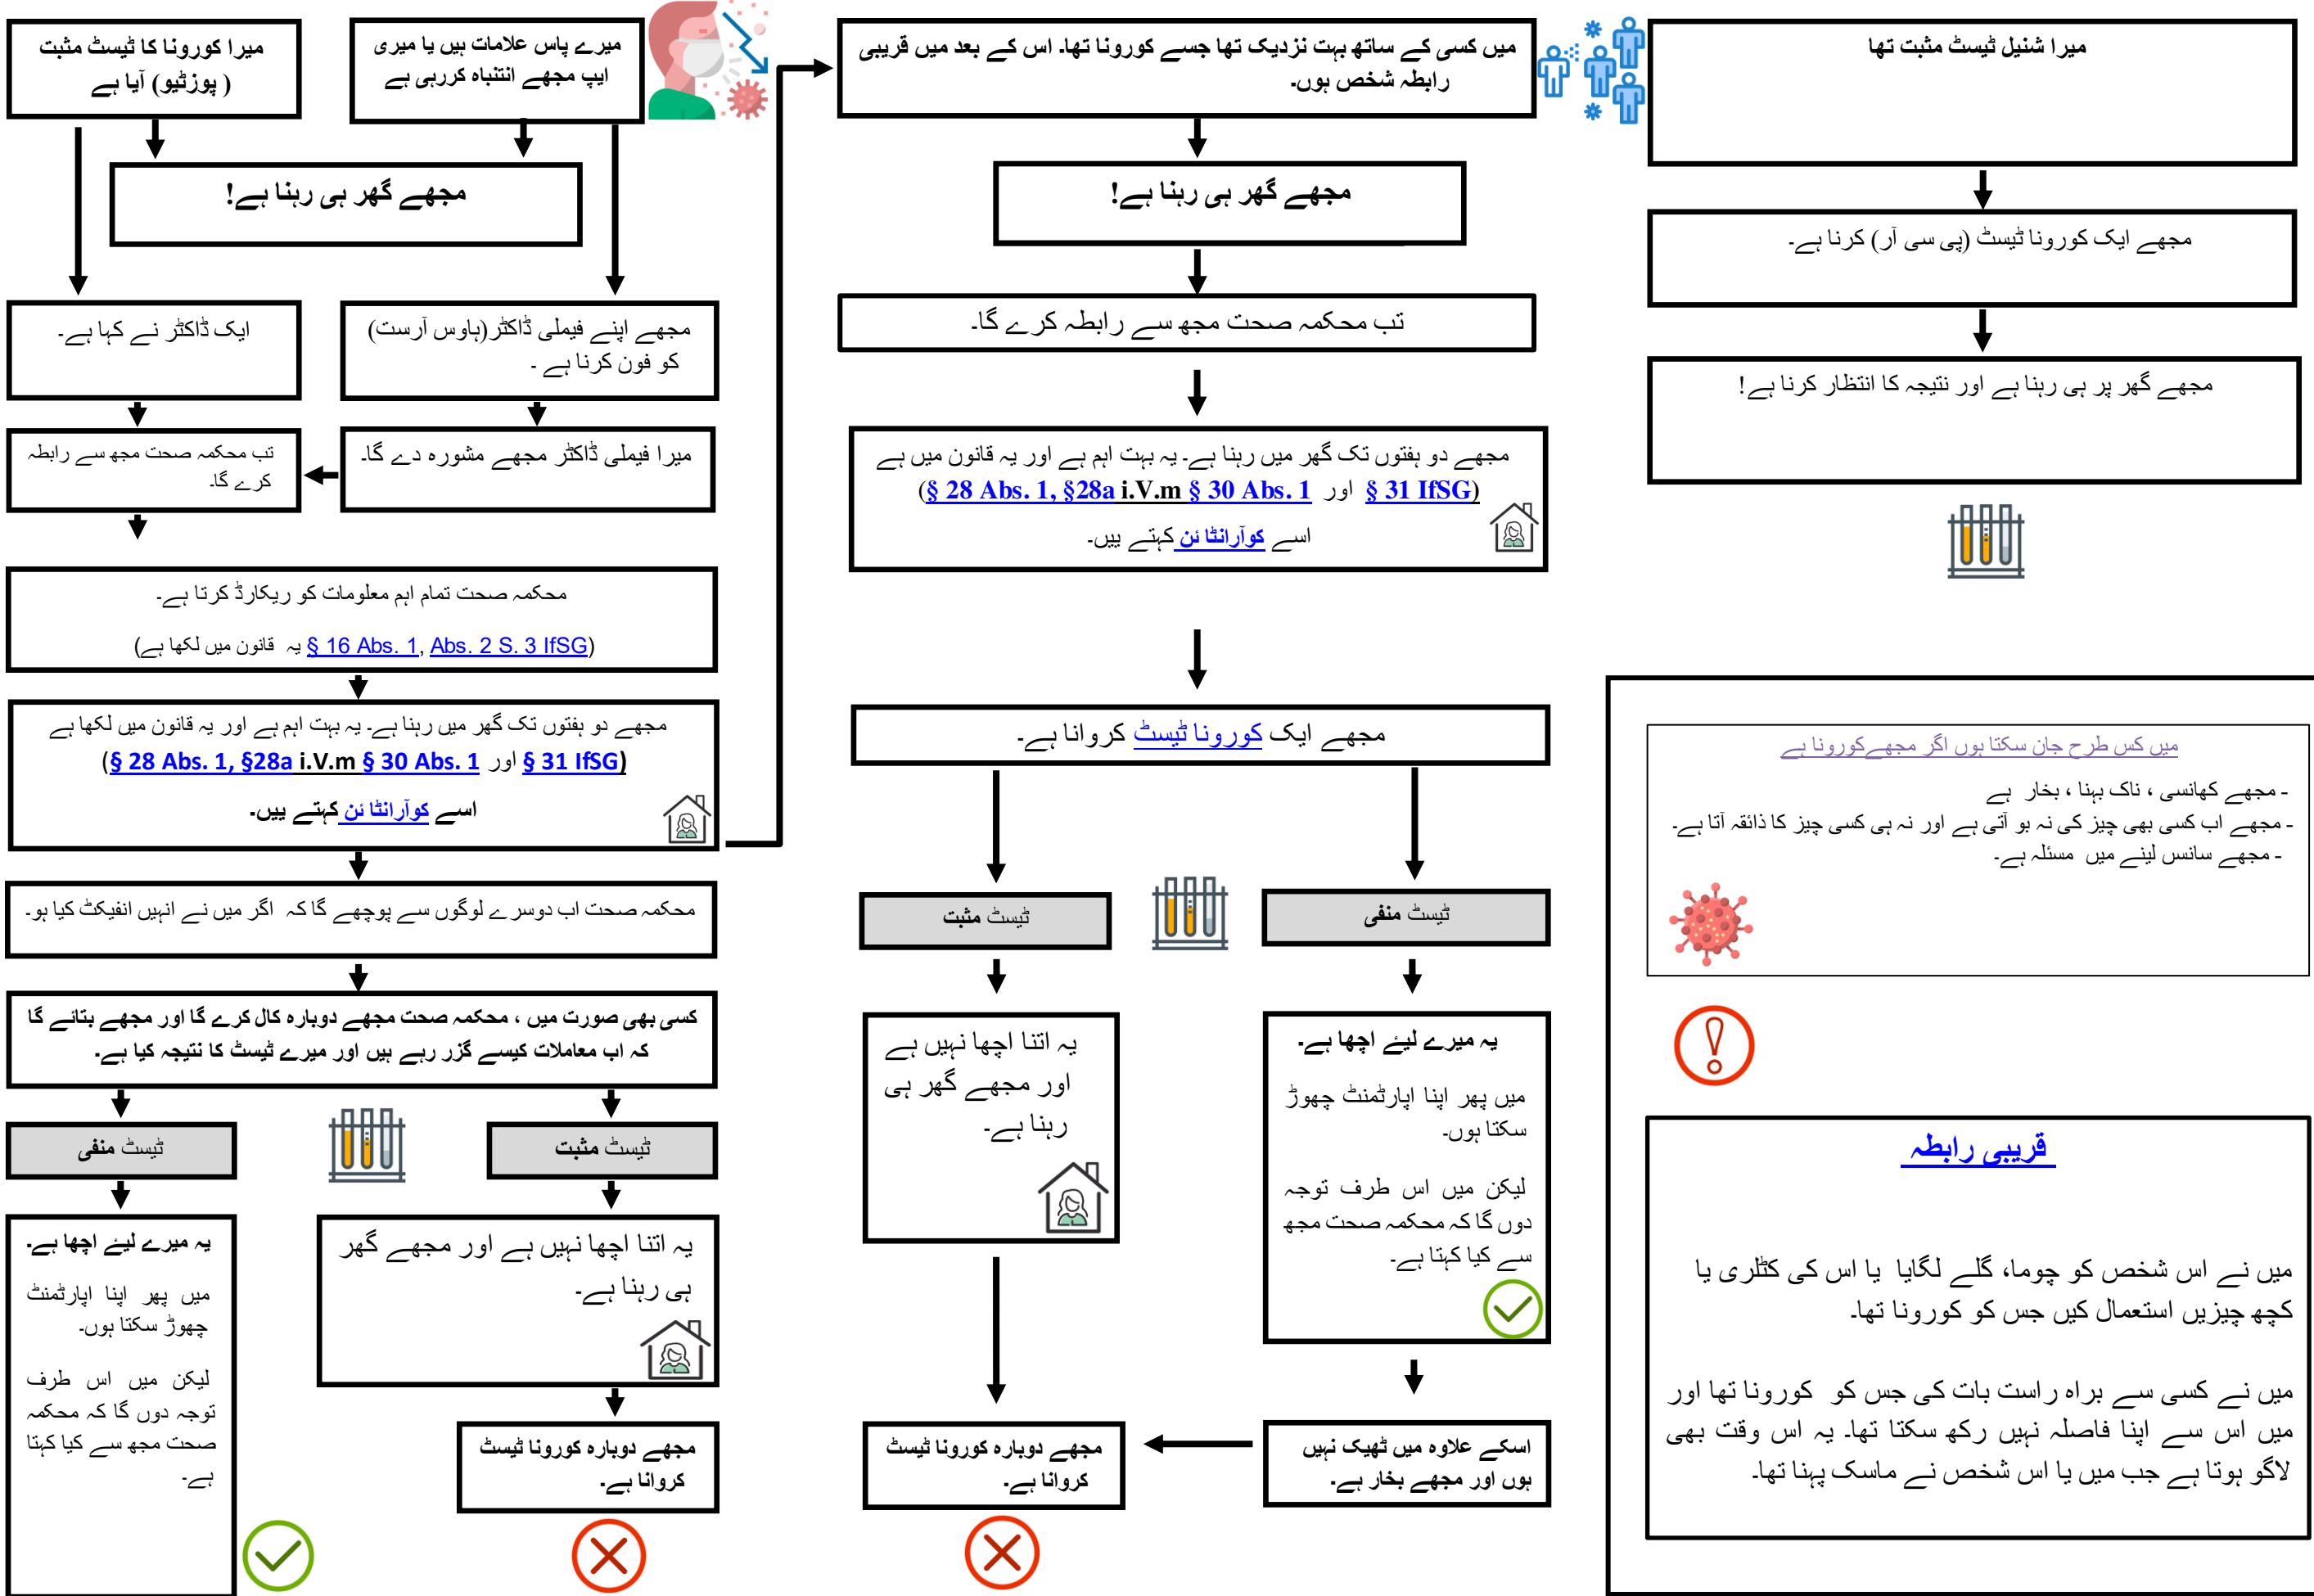 میرا کورونا کا ٹیسٹ مثبت
( پوزٹیو) آیا ہے
میرے پاس علامات ہیں یا میری
ایپ مجھے انتباہ کررہی ہے
مجھے گھر ہی رہنا ہے!
ایک ڈاکٹر نے کہا ہے۔
مجھے اپنے فیملی ڈاکٹر(ہاوس آرست)
کو فون کرنا ہے ۔
میرا فیملی ڈاکٹر مجھے مشورہ دے گا۔
تب محکمہ صحت مجھ سے رابطہ
کرے گا۔
محکمہ صحت تمام اہم معلومات کو ریکارڈ کرتا ہے۔
(یہ قانون میں لکھا ہے § 16 Abs. 1, Abs. 2 S. 3 IfSG)
مجھے دو ہفتوں تک گھر میں رہنا ہے۔ یہ بہت اہم ہے اور یہ قانون میں لکھا ہے
(§ 28 Abs. 1, §28a i.V.m § 30 Abs. 1 اور § 31 IfSG)
اسے کوآرانٹا ئن کہتے ہیں۔
محکمہ صحت اب دوسرے لوگوں سے پوچھے گا کہ اگر میں نے انہیں انفیکٹ کیا ہو۔
کسی بھی صورت میں ، محکمہ صحت مجھے دوبارہ کال کرے گا اور مجھے بتائے گا
کہ اب معاملات کیسے گزر رہے ہیں اور میرے ٹیسٹ کا نتیجہ کیا ہے۔
ٹیسٹ منفی
ٹیسٹ مثبت
یہ میرے لیئے اچھا ہے۔
میں پھر اپنا اپارٹمنٹ
چھوڑ سکتا ہوں۔
لیکن میں اس طرف
توجہ دوں گا کہ محکمہ
صحت مجھ سے کیا کہتا
ہے۔
یہ اتنا اچھا نہیں ہے اور مجھے گھر
ہی رہنا ہے۔
مجھے دوبارہ کورونا ٹیسٹ
کروانا ہے۔
میں کسی کے ساتھ بہت نزدیک تھا جسے کورونا تھا۔ اس کے بعد میں قریبی
رابطہ شخص ہوں۔
مجھے گھر ہی رہنا ہے!
تب محکمہ صحت مجھ سے رابطہ کرے گا۔
مجھے دو ہفتوں تک گھر میں رہنا ہے۔ یہ بہت اہم ہے اور یہ قانون میں ہے
(§ 28 Abs. 1, §28a i.V.m § 30 Abs. 1 اور § 31 IfSG)
اسے کوآرانٹا ئن کہتے ہیں۔
مجھے ایک کورونا ٹیسٹ کروانا ہے۔
ٹیسٹ مثبت
ٹیسٹ منفی
یہ اتنا اچھا نہیں ہے
اور مجھے گھر ہی
رہنا ہے۔
یہ میرے لیئے اچھا ہے۔
میں پھر اپنا اپارٹمنٹ چھوڑ
سکتا ہوں۔
لیکن میں اس طرف توجہ
دوں گا کہ محکمہ صحت مجھ
سے کیا کہتا ہے۔
اسکے علاوہ میں ٹھیک نہیں
ہوں اور مجھے بخار ہے۔
مجھے دوبارہ کورونا ٹیسٹ
کروانا ہے۔
میرا شنیل ٹیسٹ مثبت تھا
مجھے ایک کورونا ٹیسٹ (پی سی آر) کرنا ہے۔
مجھے گھر پر ہی رہنا ہے اور نتیجہ کا انتظار کرنا ہے!
میں کس طرح جان سکتا ہوں اگر مجھےکورونا ہے
- مجھے کھانسی ، ناک بہنا ، بخار ہے
- مجھے اب کسی بھی چیز کی نہ بو آتی ہے اور نہ ہی کسی چیز کا ذائقہ آتا ہے۔
- مجھے سانس لینے میں مسئلہ ہے۔
قریبی رابطہ
میں نے اس شخص کو چوما، گلے لگایا یا اس کی کٹلری یا
کچھ چیزیں استعمال کیں جس کو کورونا تھا۔
میں نے کسی سے براہ راست بات کی جس کو کورونا تھا اور
میں اس سے اپنا فاصلہ نہیں رکھ سکتا تھا۔ یہ اس وقت بھی
لاگو ہوتا ہے جب میں یا اس شخص نے ماسک پہنا تھا۔